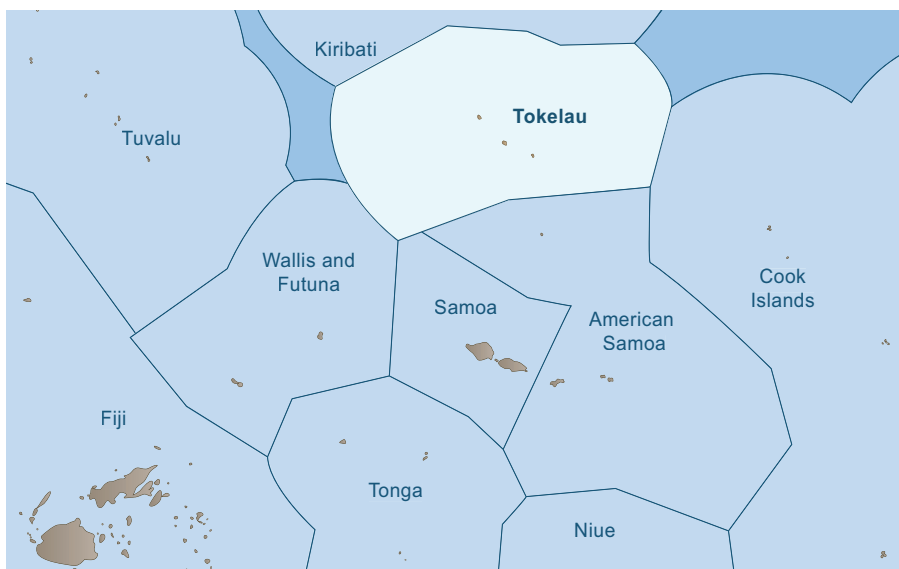 Kiribati
Tokelau
Tuvalu
Wallis and
Futuna
Cook
Islands
Samoa
American
Samoa
Fiji
Tonga
Niue